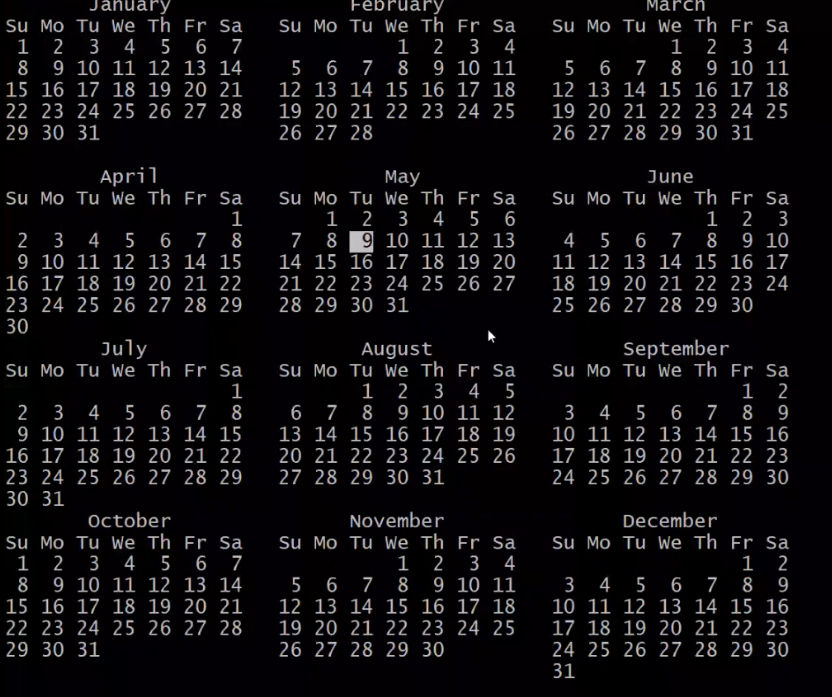 January February March
Su Mo Tu We Th Fr Sa Su Mo Tu We Th Fr Sa Su Mo Tu We Th Fr Sa
1 2 3 4 5 6 7 1 2 3 4 1 2 3 4
8 9 10 11 12 13 14 5 6 7 8 9 10 11 5 6 7 8 9 10 11
15 16 17 18 19 20 21 12 13 14 15 16 17 18 12 13 14 15 16 17 18
22 23 24 25 26 27 28 19 20 21 22 23 24 25 19 20 21 22 23 24 25
29 30 31 26 27 28 26 27 28 29 30 31
April May June
Su Mo Tu We Th Fr Sa Su Mo Tu We Th Fr Sa Su Mo Tu We Th Fr Sa
1 1 2 3 4 5 6 1 2 3
2 3 4 5 6 7 8 7 8 9 10 11 12 13 4 5 6 7 8 9 10
9 10 11 12 13 14 15 14 15 16 17 18 19 20 11 12 13 14 15 16 17
16 17 18 19 20 21 22 21 22 23 24 25 26 27 18 19 20 21 22 23 24
23 24 25 26 27 28 29 28 29 30 31 25 26 27 28 29 30
30
July August September
Su Mo Tu We Th Fr Sa Su Mo Tu We Th Fr Sa Su Mo Tu We Th Fr Sa
1 1 2 3 4 5 1 2
2 3 4 5 6 7 8 6 7 8 9 10 11 12 3 4 5 6 7 8 9
9 10 11 12 13 14 15 13 14 15 16 17 18 19 10 11 12 13 14 15 16
16 17 18 19 20 21 22 20 21 22 23 24 25 26 17 18 19 20 21 22 23
23 24 25 26 27 28 29 27 28 29 30 31 24 25 26 27 28 29 30
30 31
October November December
Su Mo Tu We Th Fr Sa Su Mo Tu We Th Fr Sa Su Mo Tu We Th Fr Sa
1 2 3 4 5 6 7 1 2 3 4 1 2
8 9 10 11 12 13 14 5 6 7 8 9 10 11 3 4 5 6 7 8 9
15 16 17 18 19 20 21 12 13 14 15 16 17 18 10 11 12 13 14 15 16
22 23 24 25 26 27 28 19 20 21 22 23 24 25 17 18 19 20 21 22 23
29 30 31 26 27 28 29 30 24 25 26 27 28 29 30
31